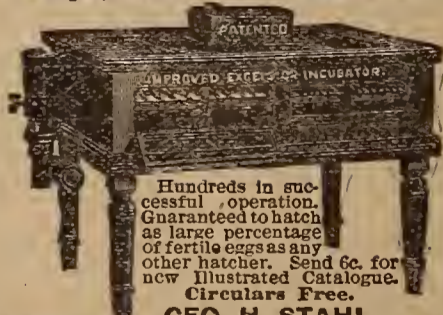 PATENTED
IMPROVED EXCELSIOR INCUBATOR.
Hundreds in suc-
cessful operation.
Guaranteed to hatch
as large percentage
of fertile eggs as any
other hatcher. Send 6c. for
new Illustrated Catalogue.
Circulars Free.
GEO. H. STAHL